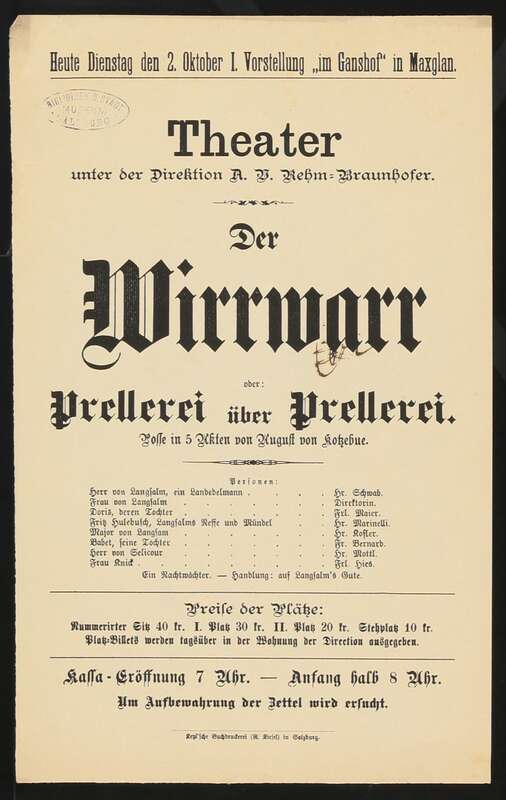 Heute Dienstag den 2. Oktober I. Vorstellung „im Ganshof“ in Maxglan.
Theater
unter der Direktion A. V. Rehm-Braunhofer.
Der
Wirrwarr
oder:
Prellerei über Prellerei.
Posse in 5 Akten von August von Kotzebue.
Personen:
Herr von Langsalm, ein Landedelmann . . . . Hr. Schwab.
Frau von Langsalm . . . . . . . Direktorin.
Doris, deren Tochter . . . . . . . Frl. Maier.
Fritz Hulebusch, Langsalms Neffe und Mündel . . . Hr. Marinelli.
Major von Langsam . . . . . . . Hr. Kofler.
Babet, seine Tochter . . . . . . . Fr. Bernard.
Herr von Selicour . . . . . . . Hr. Mottl.
Frau Knick . . . . . . . . Frl. Hies.
Ein Nachtwächter. — Handlung: auf Langsalm's Gute.
Preise der Plätze:
Nummerirter Sitz 40 kr. I. Platz 30 kr. II. Platz 20 kr. Stehplatz 10 kr.
Platz-Billets werden tagsüber in der Wohnung der Direction ausgegeben.
Kassa-Eröffnung 7 Uhr. — Anfang halb 8 Uhr.
Um Aufbewahrung der Zettel wird ersucht.
Buchdruckerei (R. Kiesel) in Salzburg.